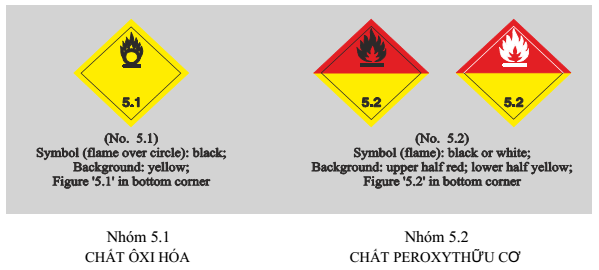 5.1
5.2
5.2
(No. 5.1)
Symbol (flame over circle): black;
Background: yellow;
Figure '5.1' in bottom corner
(No. 5.2)
Symbol (flame): black or white;
Background: upper half red; lower half yellow;
Figure '5.2' in bottom corner
Nhóm 5.1
CHẤT ÔXI HÓA
Nhóm 5.2
CHẤT PEROXYTHỮU CƠ